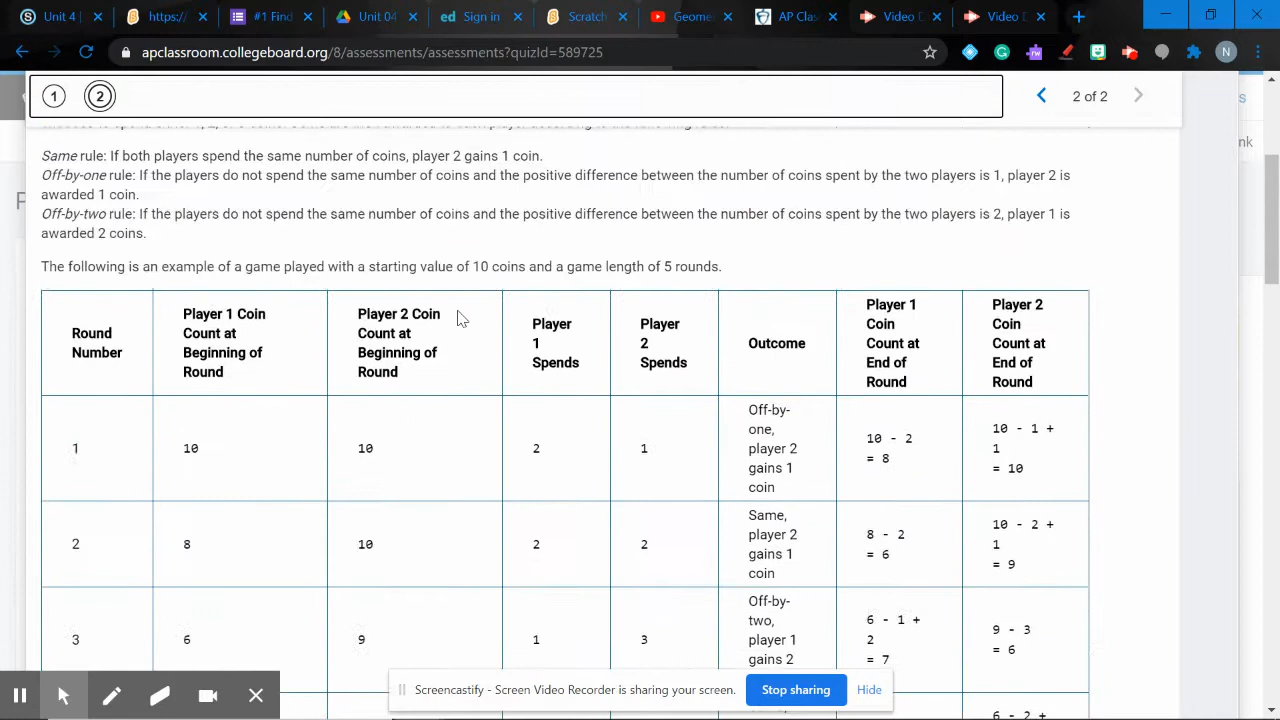 Unit 4 |
https:/
#1 Find
Unit 04
ed Sign in
Scratch
Geome
AP Clas
Video D
Video D
apclassroom.collegeboard.org/8/assessments/assessments?quizId=589725
N
1 2
2 of 2
Same rule: If both players spend the same number of coins, player 2 gains 1 coin.
Off-by-one rule: If the players do not spend the same number of coins and the positive difference between the number of coins spent by the two players is 1, player 2 is
awarded 1 coin.
Off-by-two rule: If the players do not spend the same number of coins and the positive difference between the number of coins spent by the two players is 2, player 1 is
awarded 2 coins.
The following is an example of a game played with a starting value of 10 coins and a game length of 5 rounds.
Round
Number
Player 1 Coin
Count at
Beginning of
Round
Player 2 Coin
Count at
Beginning of
Round
Player
1
Spends
Player
2
Spends
Outcome
Player 1
Coin
Count at
End of
Round
Player 2
Coin
Count at
End of
Round
1
10
10
2
1
Off-by-
one,
player 2
gains 1
coin
10 - 2
= 8
10 - 1 +
1
= 10
2
8
10
2
2
Same,
player 2
gains 1
coin
8 - 2
= 6
10 - 2 +
1
= 9
3
6
9
1
3
Off-by-
two,
player 1
gains 2
6 - 1 +
2
= 7
9 - 3
= 6
6 - 2 +
Screencastify - Screen Video Recorder is sharing your screen.
Stop sharing
Hide